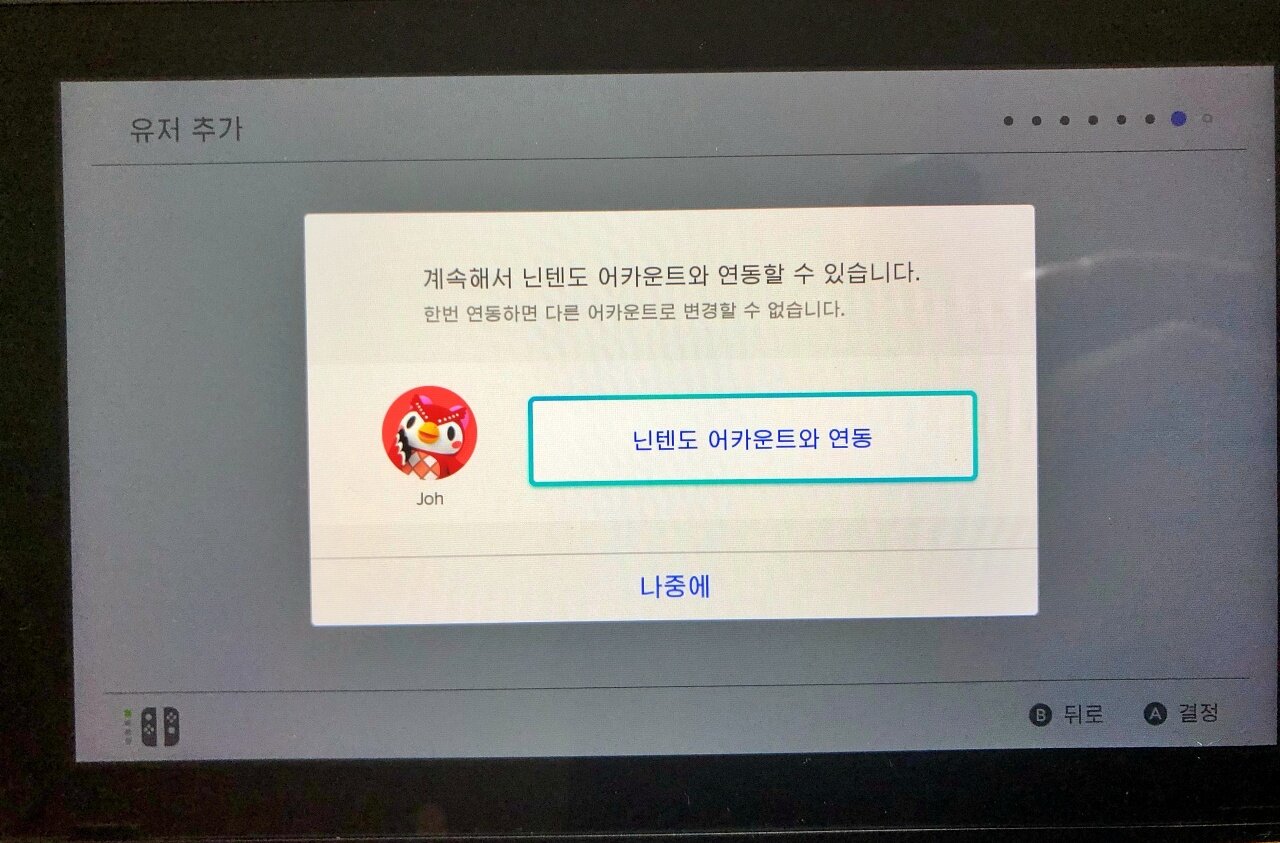 유저 추가
계속해서 닌텐도 어카운트와 연동할 수 있습니다.
한번 연동하면 다른 어카운트로 변경할 수 없습니다.
닌텐도 어카운트와 연동
Joh
나중에
B 뒤로 A 결정